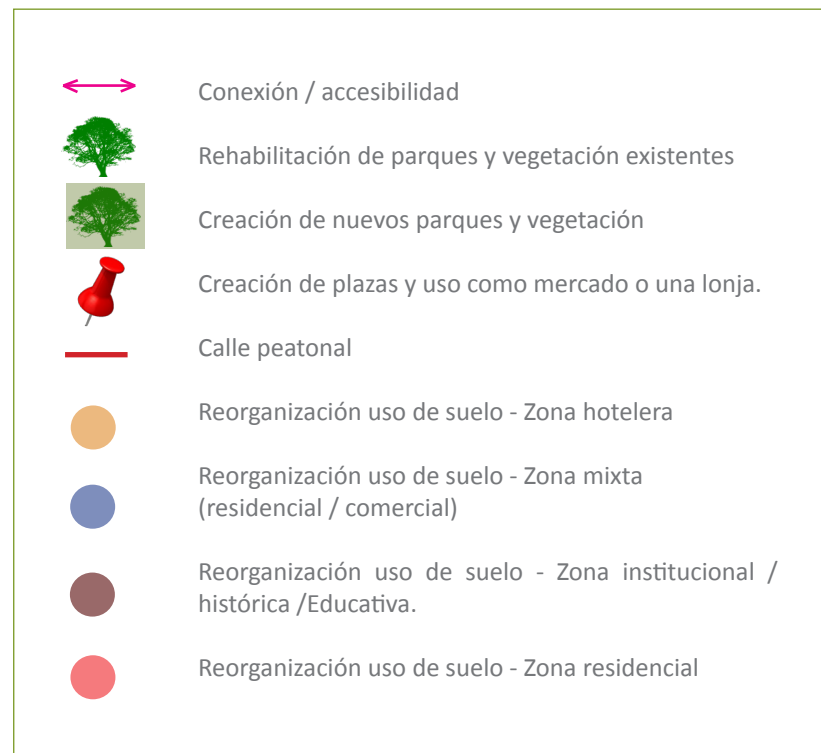 Conexión / accesibilidad
Rehabilitación de parques y vegetación existentes
Creación de nuevos parques y vegetación
Creación de plazas y uso como mercado o una lonja.
Calle peatonal
Reorganización uso de suelo - Zona hotelera
Reorganización uso de suelo - Zona mixta
(residencial / comercial)
Reorganización uso de suelo - Zona institucional /
histórica /Educativa.
Reorganización uso de suelo - Zona residencial